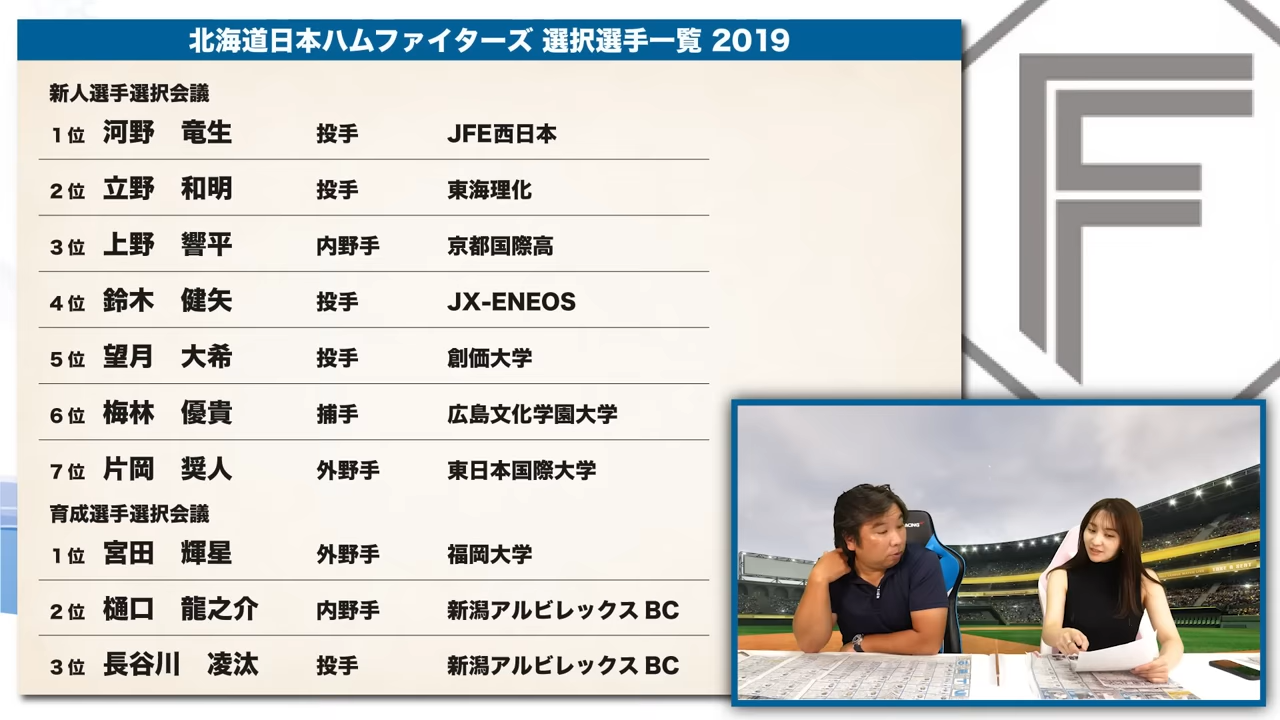 北海道日本ハムファイターズ 選択選手一覧 2019
新人選手選択会議
1位 河野 竜生 投手 JFE西日本
2位 立野 和明 投手 東海理化
3位 上野 響平 内野手 京都国際高
4位 鈴木 健矢 投手 JX-ENEOS
5位 望月 大希 投手 創価大学
6位 梅林 優貴 捕手 広島文化学園大学
7位 片岡 奨人 外野手 東日本国際大学
育成選手選択会議
1位 宮田 輝星 外野手 福岡大学
2位 樋口 龍之介 内野手 新潟アルビレックスBC
3位 長谷川 凌汰 投手 新潟アルビレックスBC
F